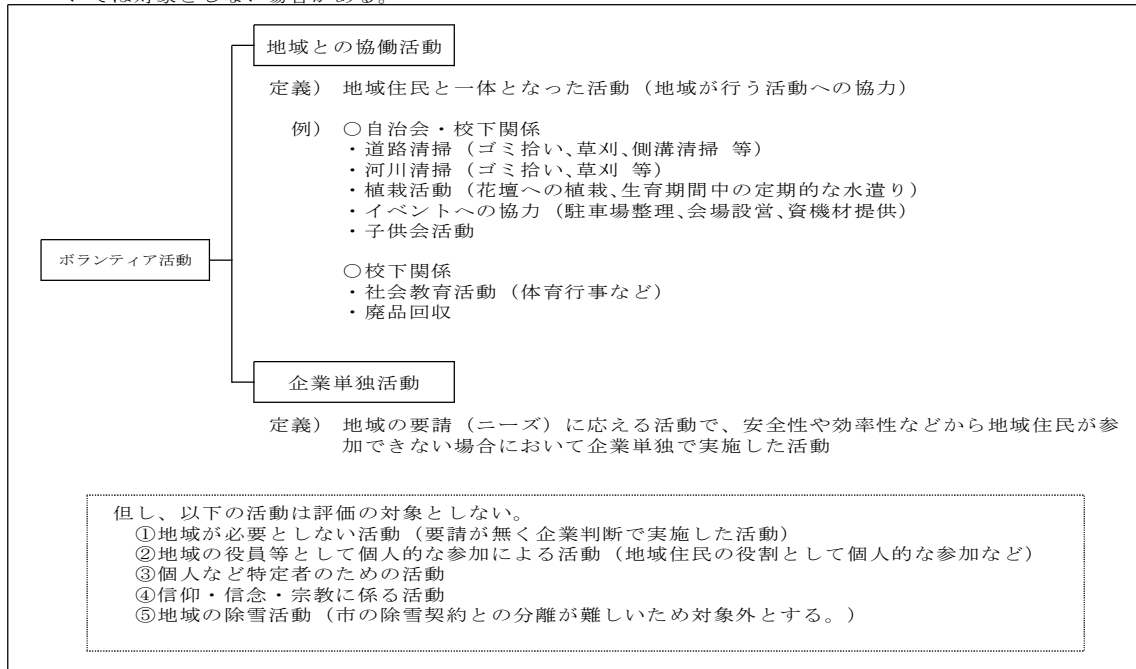 いては対象としない場合がある。
地域との協働活動
定義） 地域住民と一体となった活動（地域が行う活動への協力）
例） ○自治会・校下関係
・道路清掃（ゴミ拾い、草刈、側溝清掃 等）
・河川清掃（ゴミ拾い、草刈 等）
・植栽活動（花壇への植栽、生育期間中の定期的な水遣り）
・イベントへの協力（駐車場整理、会場設営、資機材提供）
・子供会活動
ボランティア活動
○校下関係
・社会教育活動（体育行事など）
・廃品回収
企業単独活動
定義） 地域の要請（ニーズ）に応える活動で、安全性や効率性などから地域住民が参
加できない場合において企業単独で実施した活動
但し、以下の活動は評価の対象としない。
①地域が必要としない活動（要請が無く企業判断で実施した活動）
②地域の役員等として個人的な参加による活動（地域住民の役割として個人的な参加など）
③個人など特定者のための活動
④信仰・信念・宗教に係る活動
⑤地域の除雪活動（市の除雪契約との分離が難しいため対象外とする。）